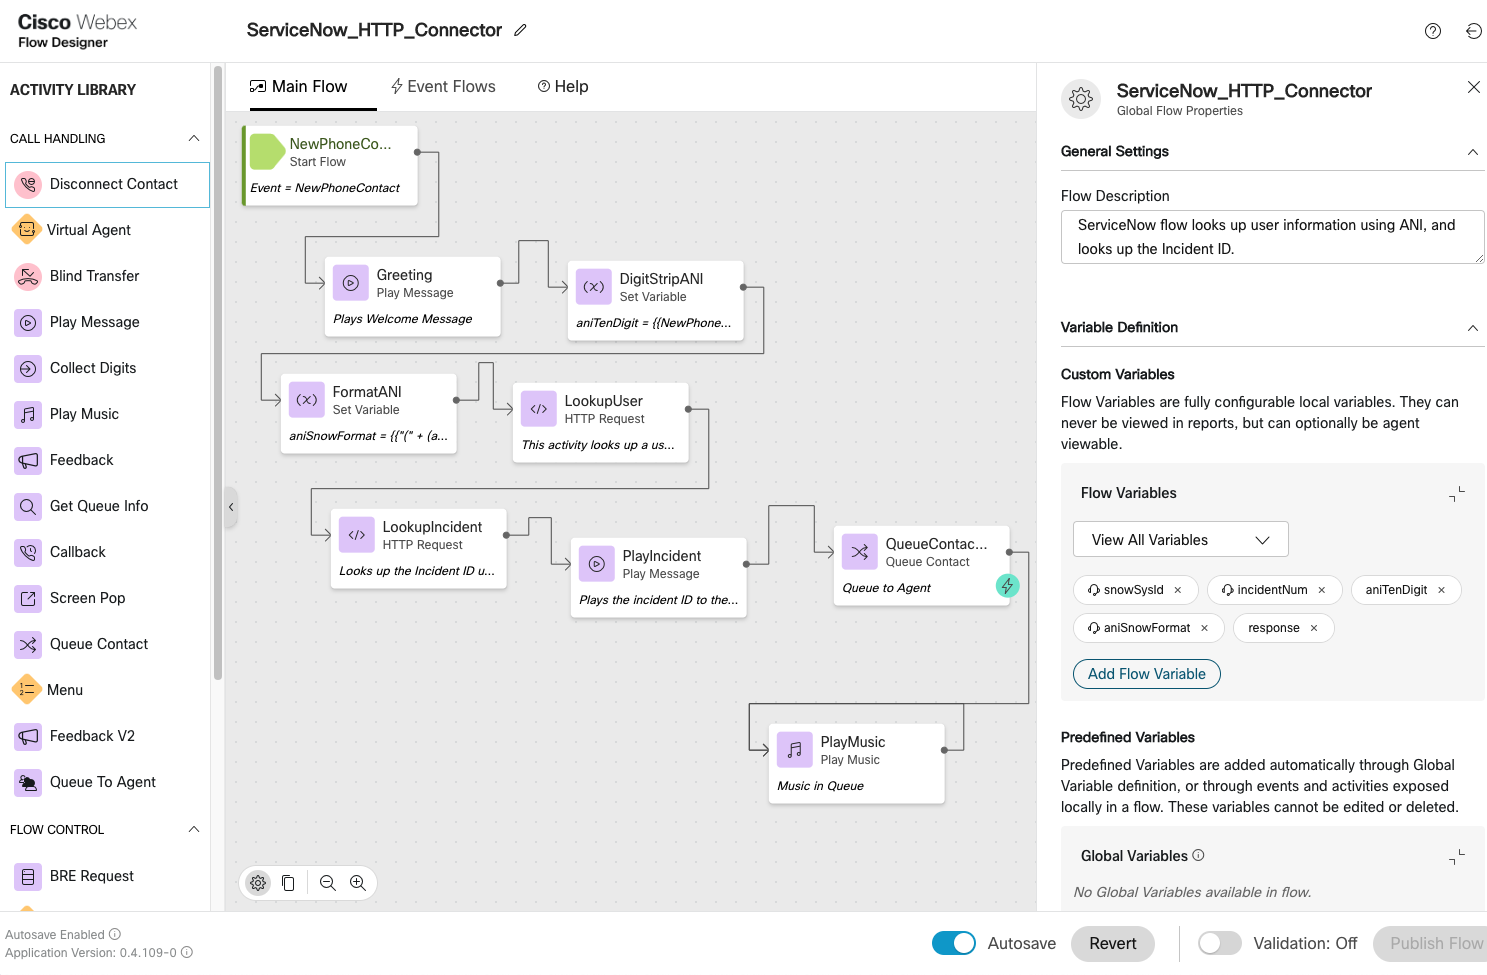 Cisco Webex
Flow Designer
ServiceNow_HTTP_Connector
ACTIVITY LIBRARY
CALL HANDLING
Disconnect Contact
Virtual Agent
Blind Transfer
Play Message
Collect Digits
Play Music
Feedback
Get Queue Info
Callback
Screen Pop
Queue Contact
Menu
Feedback V2
Queue To Agent
FLOW CONTROL
BRE Request
Main Flow
Event Flows
Help
NewPhoneCo...
Start Flow
Event = NewPhoneContact
Greeting
Play Message
Plays Welcome Message
DigitStripANI
Set Variable
aniTenDigit = {{NewPhone...
FormatANI
Set Variable
aniSnowFormat = {{"(" + (a...
LookupUser
HTTP Request
This activity looks up a us...
LookupIncident
HTTP Request
Looks up the Incident ID u...
PlayIncident
Play Message
Plays the incident ID to the...
QueueContac...
Queue Contact
Queue to Agent
PlayMusic
Play Music
Music in Queue
ServiceNow_HTTP_Connector
Global Flow Properties
General Settings
Flow Description
ServiceNow flow looks up user information using ANI, and
looks up the Incident ID.
Variable Definition
Custom Variables
Flow Variables are fully configurable local variables. They can
never be viewed in reports, but can optionally be agent
viewable.
Flow Variables
View All Variables
snowSysId ×
incidentNum ×
aniTenDigit ×
aniSnowFormat ×
response ×
Add Flow Variable
Predefined Variables
Predefined Variables are added automatically through Global
Variable definition, or through events and activities exposed
locally in a flow. These variables cannot be edited or deleted.
Global Variables
No Global Variables available in flow.
Autosave Enabled
Application Version: 0.4.109-0
Autosave
Revert
Validation: Off
Publish Flow